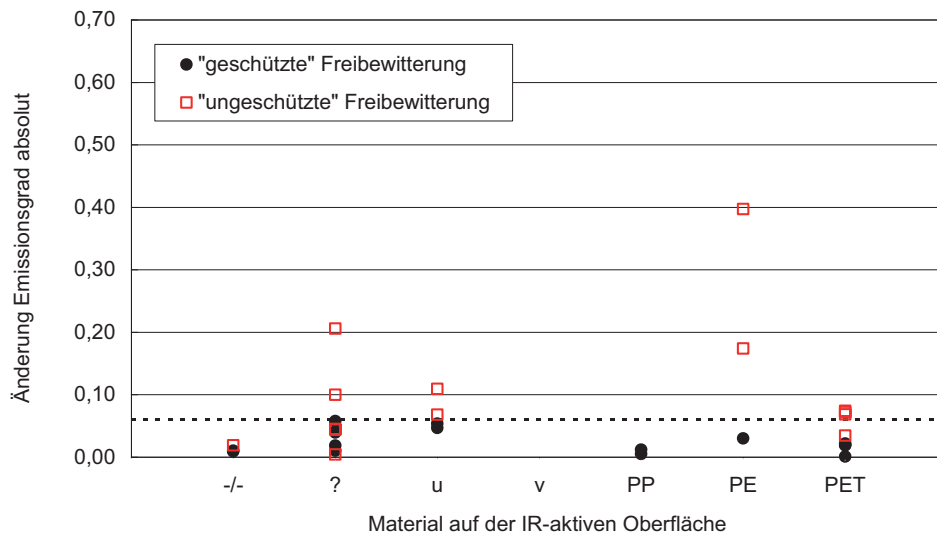 0,70
"geschützte" Freibewitterung
"ungeschützte" Freibewitterung
0,60
0,50
0,40
0,30
0,20
0,10
0,00
Änderung Emissionsgrad absolut
-/- ? u v PP PE PET
Material auf der IR-aktiven Oberfläche